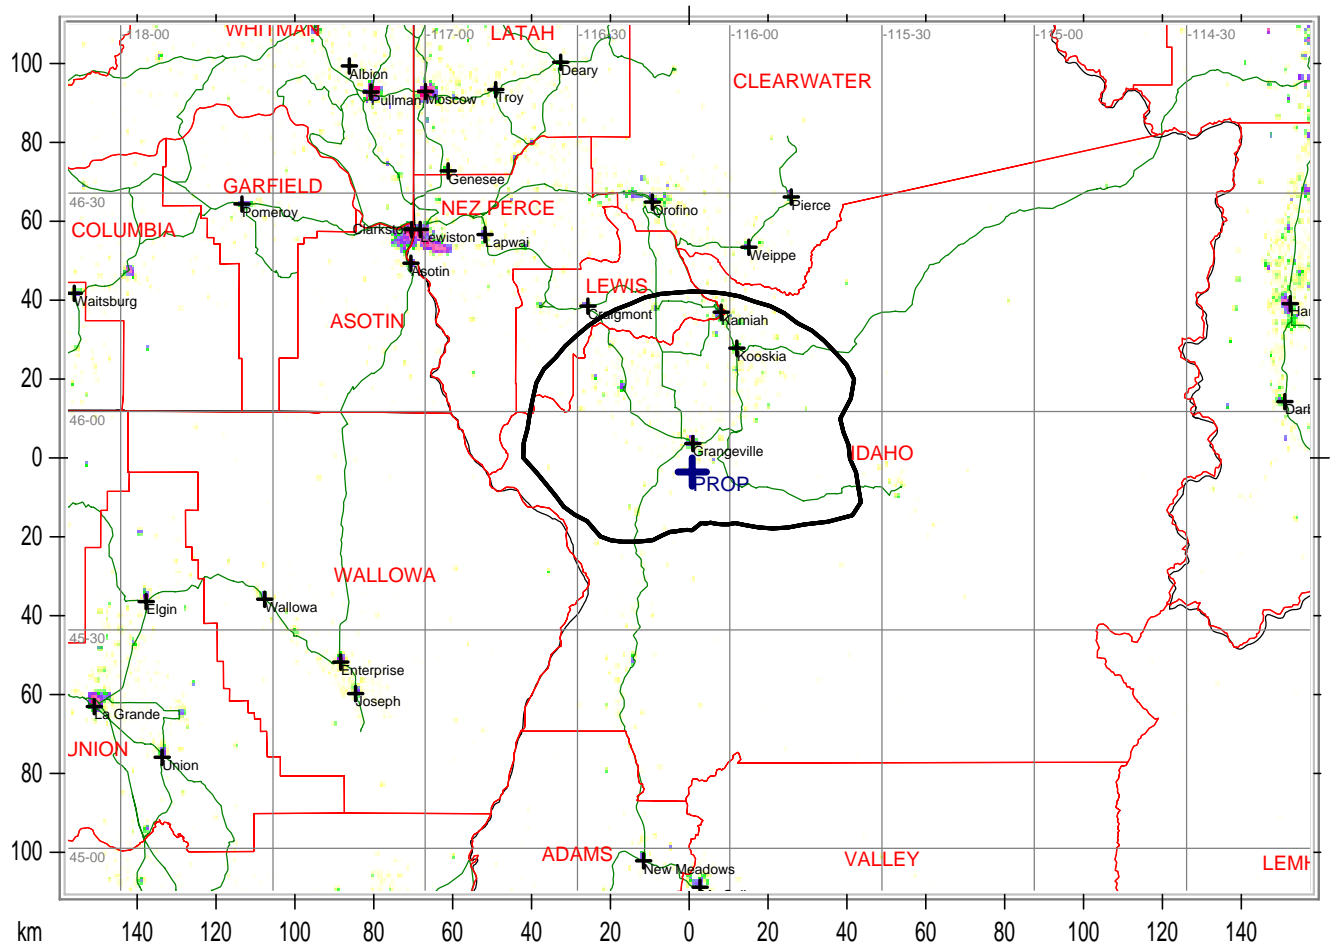 -118-00 -117-00 -116-30 -116-00 -115-30 -115-00 -114-30
WHITMAN LATAH
100 Albion Deary CLEARWATER
Pullman Moscow Troy
80
Genesee
46-30 GARFIELD
Pomeroy NEZ PERCE Orofino Pierce
60 COLUMBIA Clarkston Lewiston Lapwai
Weippe
Asotin
40 Waitsburg LEWIS
Craigmont Kamiah
ASOTIN
Kooskia
20
46-00
Grangeville
0 IDAHO
PROP
20
WALLOWA
40 Elgin Wallowa
45-30
Enterprise
60 Joseph
La Grande
UNION
Union
80
45-00 ADAMS VALLEY
100 New Meadows
km 140 120 100 80 60 40 20 0 20 40 60 80 100 120 140